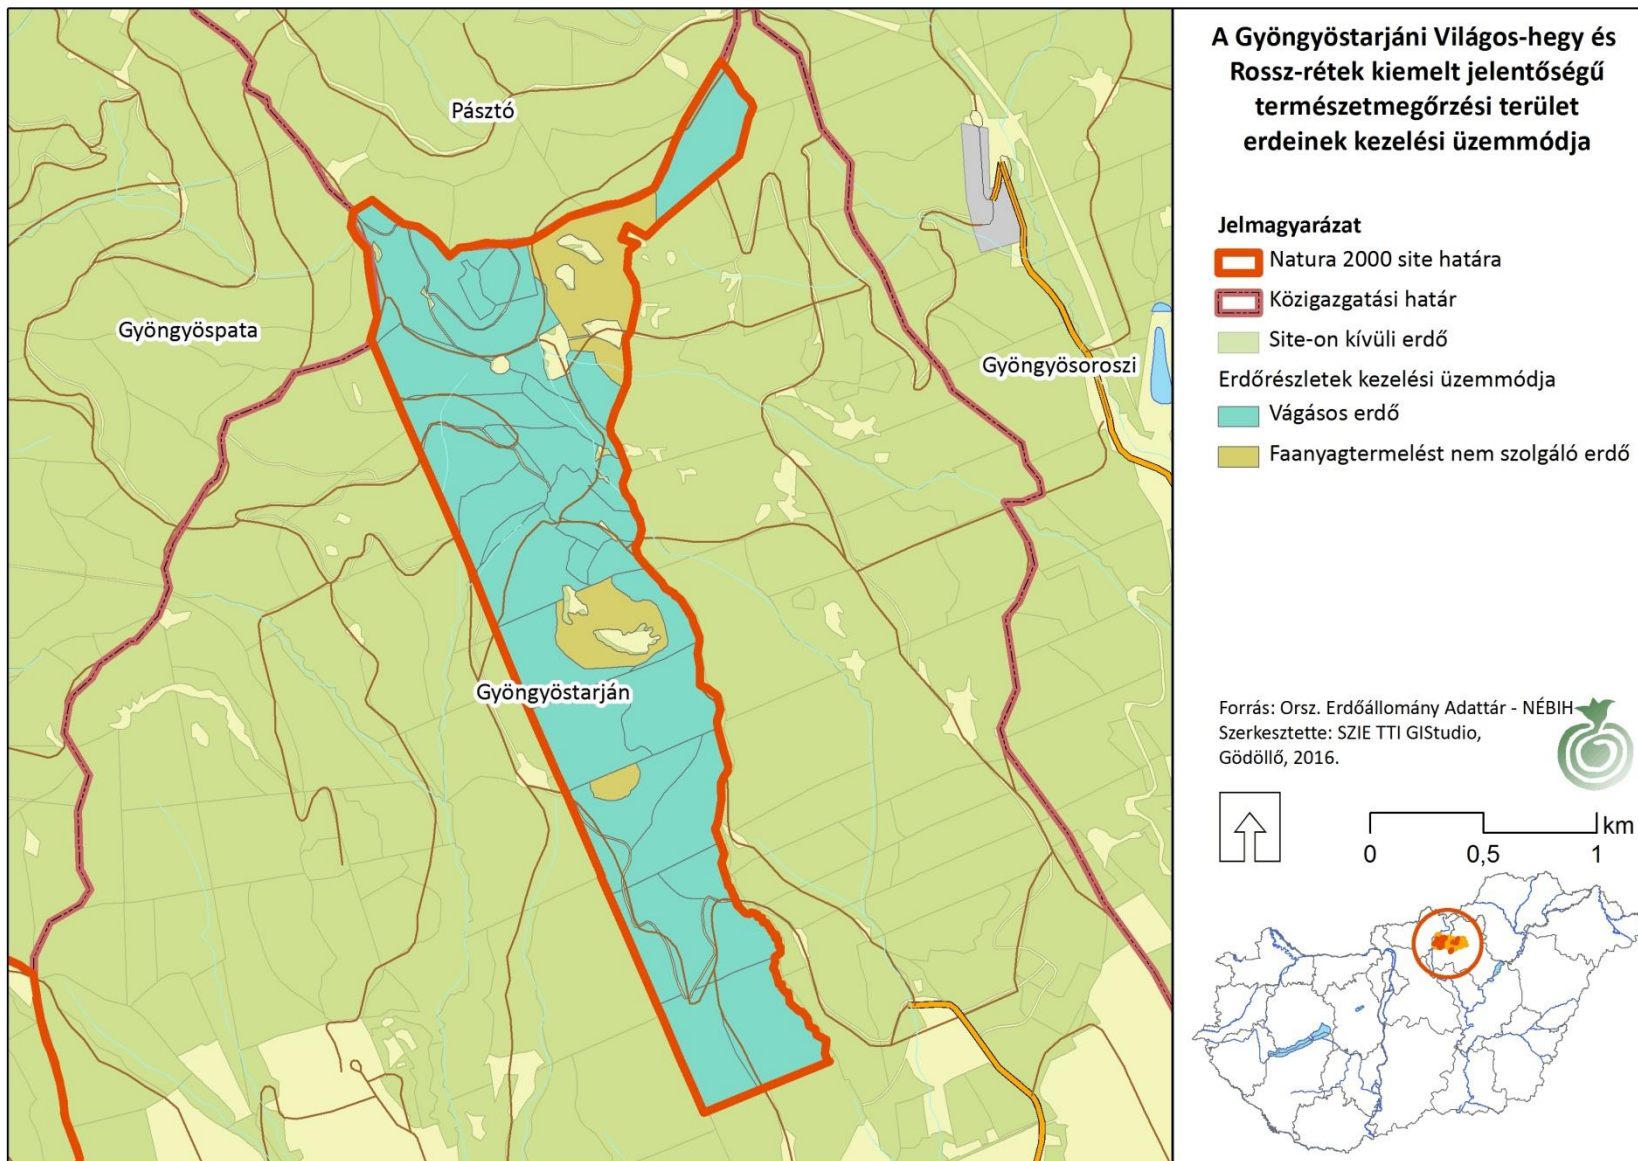 A Gyöngyöstarjáni Világos-hegy és
Rossz-rétek kiemelt jelentőségű
természetmegőrzési terület
erdeinek kezelési üzemmódja
Jelmagyarázat
Natura 2000 site határa
Közigazgatási határ
Site-on kívüli erdő
Erdőrészletek kezelési üzemmódja
Vágásos erdő
Faanyagtermelést nem szolgáló erdő
Pásztó
Gyöngyöspata
Gyöngyösoroszi
Gyöngyöstarján
Forrás: Orsz. Erdőállomány Adattár - NÉBIH
Szerkesztette: SZIE TTI GIStudio,
Gödöllő, 2016.
km
0 0,5 1